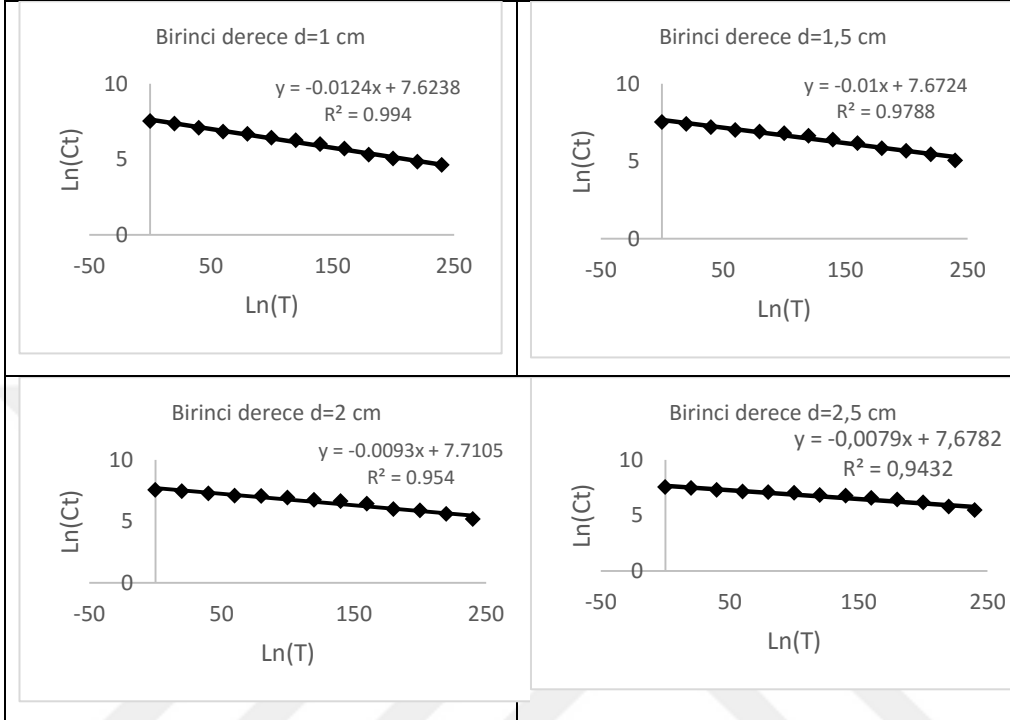 Birinci derece d=1 cm
y = -0.0124x + 7.6238
R² = 0.994
10
5
0
-50 50 150 250
Ln(Ct)
Ln(T)
Birinci derece d=1,5 cm
y = -0.01x + 7.6724
R² = 0.9788
10
5
0
-50 50 150 250
Ln(Ct)
Ln(T)
Birinci derece d=2 cm
y = -0.0093x + 7.7105
R² = 0.954
10
5
0
-50 50 150 250
Ln(Ct)
Ln(T)
Birinci derece d=2,5 cm
y = -0,0079x + 7,6782
R² = 0,9432
10
5
0
-50 50 150 250
Ln(Ct)
Ln(T)